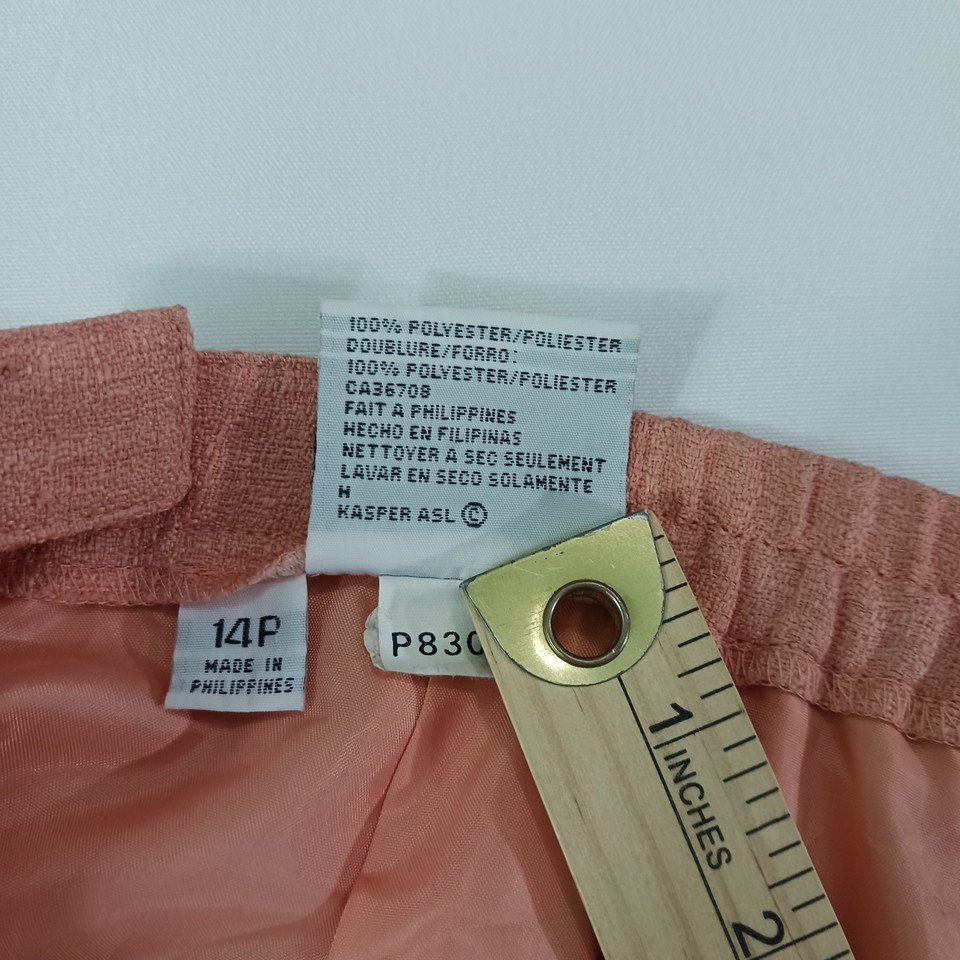 100% POLYESTER/POLIESTER
DOUBLURE/FORRO:
100% POLYESTER/POLIESTER
CA36708
FAIT A PHILIPPINES
HECHO EN FILIPINAS
NETTOYER A SEC SEULEMENT
LAVAR EN SECO SOLAMENTE
H
KASPER ASL ©
14P
MADE IN
PHILIPPINES
P830
1
INCHES
2